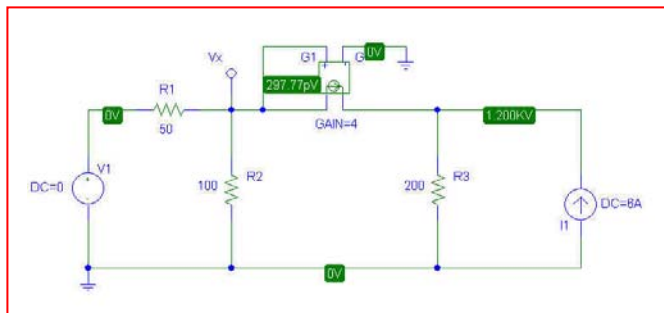 G1 G 0V
Vx
297.77pV
R1
0V 1.200KV
50 GAIN=4
V1
DC=0 100 R2 200 R3 DC=6A
I1
0V